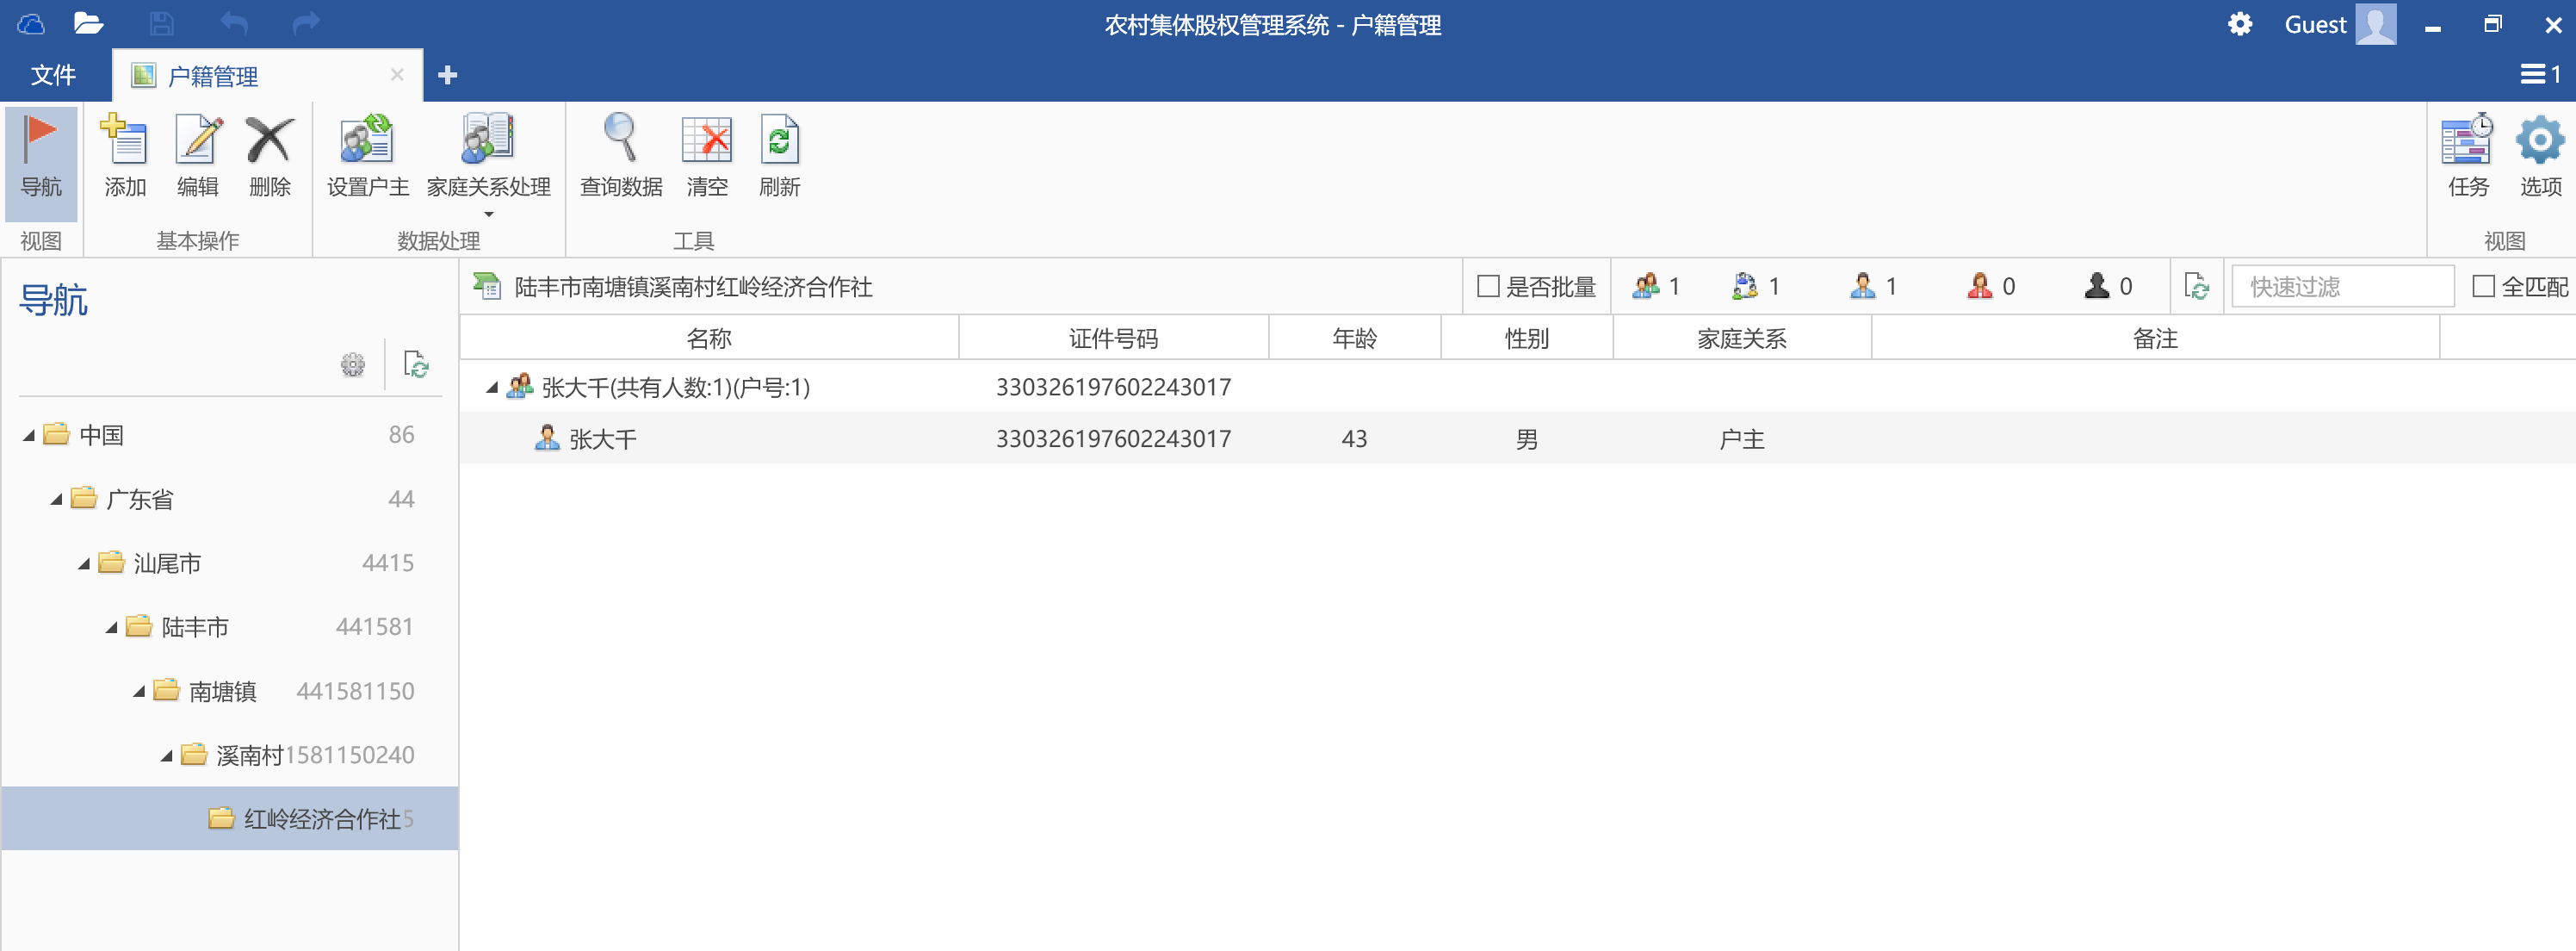 农村集体股权管理系统 - 户籍管理
Guest
文件
户籍管理
1
导航
添加
编辑
删除
设置户主
家庭关系处理
查询数据
清空
刷新
任务
选项
视图
基本操作
数据处理
工具
视图
导航
中国 86
广东省 44
汕尾市 4415
陆丰市 441581
南塘镇 441581150
溪南村1581150240
红岭经济合作社5
陆丰市南塘镇溪南村红岭经济合作社
是否批量
1
1
1
0
0
快速过滤
全匹配
名称 证件号码 年龄 性别 家庭关系 备注
张大千(共有人数:1)(户号:1) 330326197602243017
张大千 330326197602243017 43 男 户主